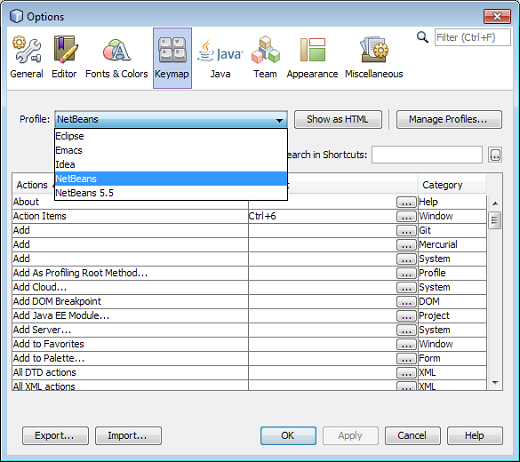 Options
Filter (Ctrl+F)
General Editor Fonts & Colors Keymap Java Team Appearance Miscellaneous
Profile: NetBeans Show as HTML Manage Profiles...
Eclipse
Emacs
Idea
NetBeans
NetBeans 5.5
earch in Shortcuts:
Actions Category
About ... Help
Action Items Ctrl+6 ... Window
Add ... Git
Add ... Mercurial
Add ... System
Add As Profiling Root Method... ... Profile
Add Cloud... ... System
Add DOM Breakpoint ... DOM
Add Java EE Module... ... Project
Add Server... ... System
Add to Favorites ... Window
Add to Palette... ... Form
All DTD actions ... XML
All XML actions ... XML
Export... Import... OK Apply Cancel Help